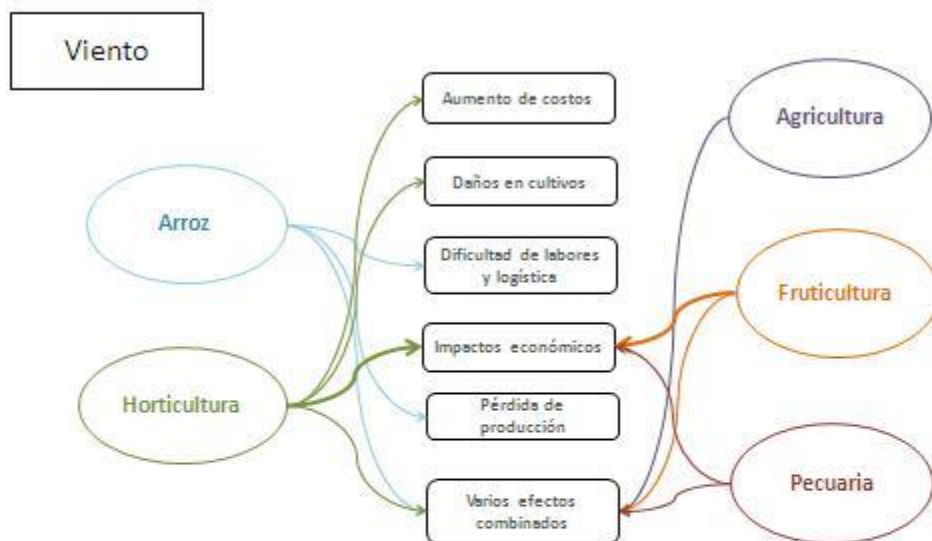 Viento
Aumento de costos
Agricultura
Daños en cultivos
Arroz
Dificultad de labores
y logística
Fruticultura
Impactos económicos
Horticultura
Pérdida de
producción
Pecuaria
Varios efectos
combinados